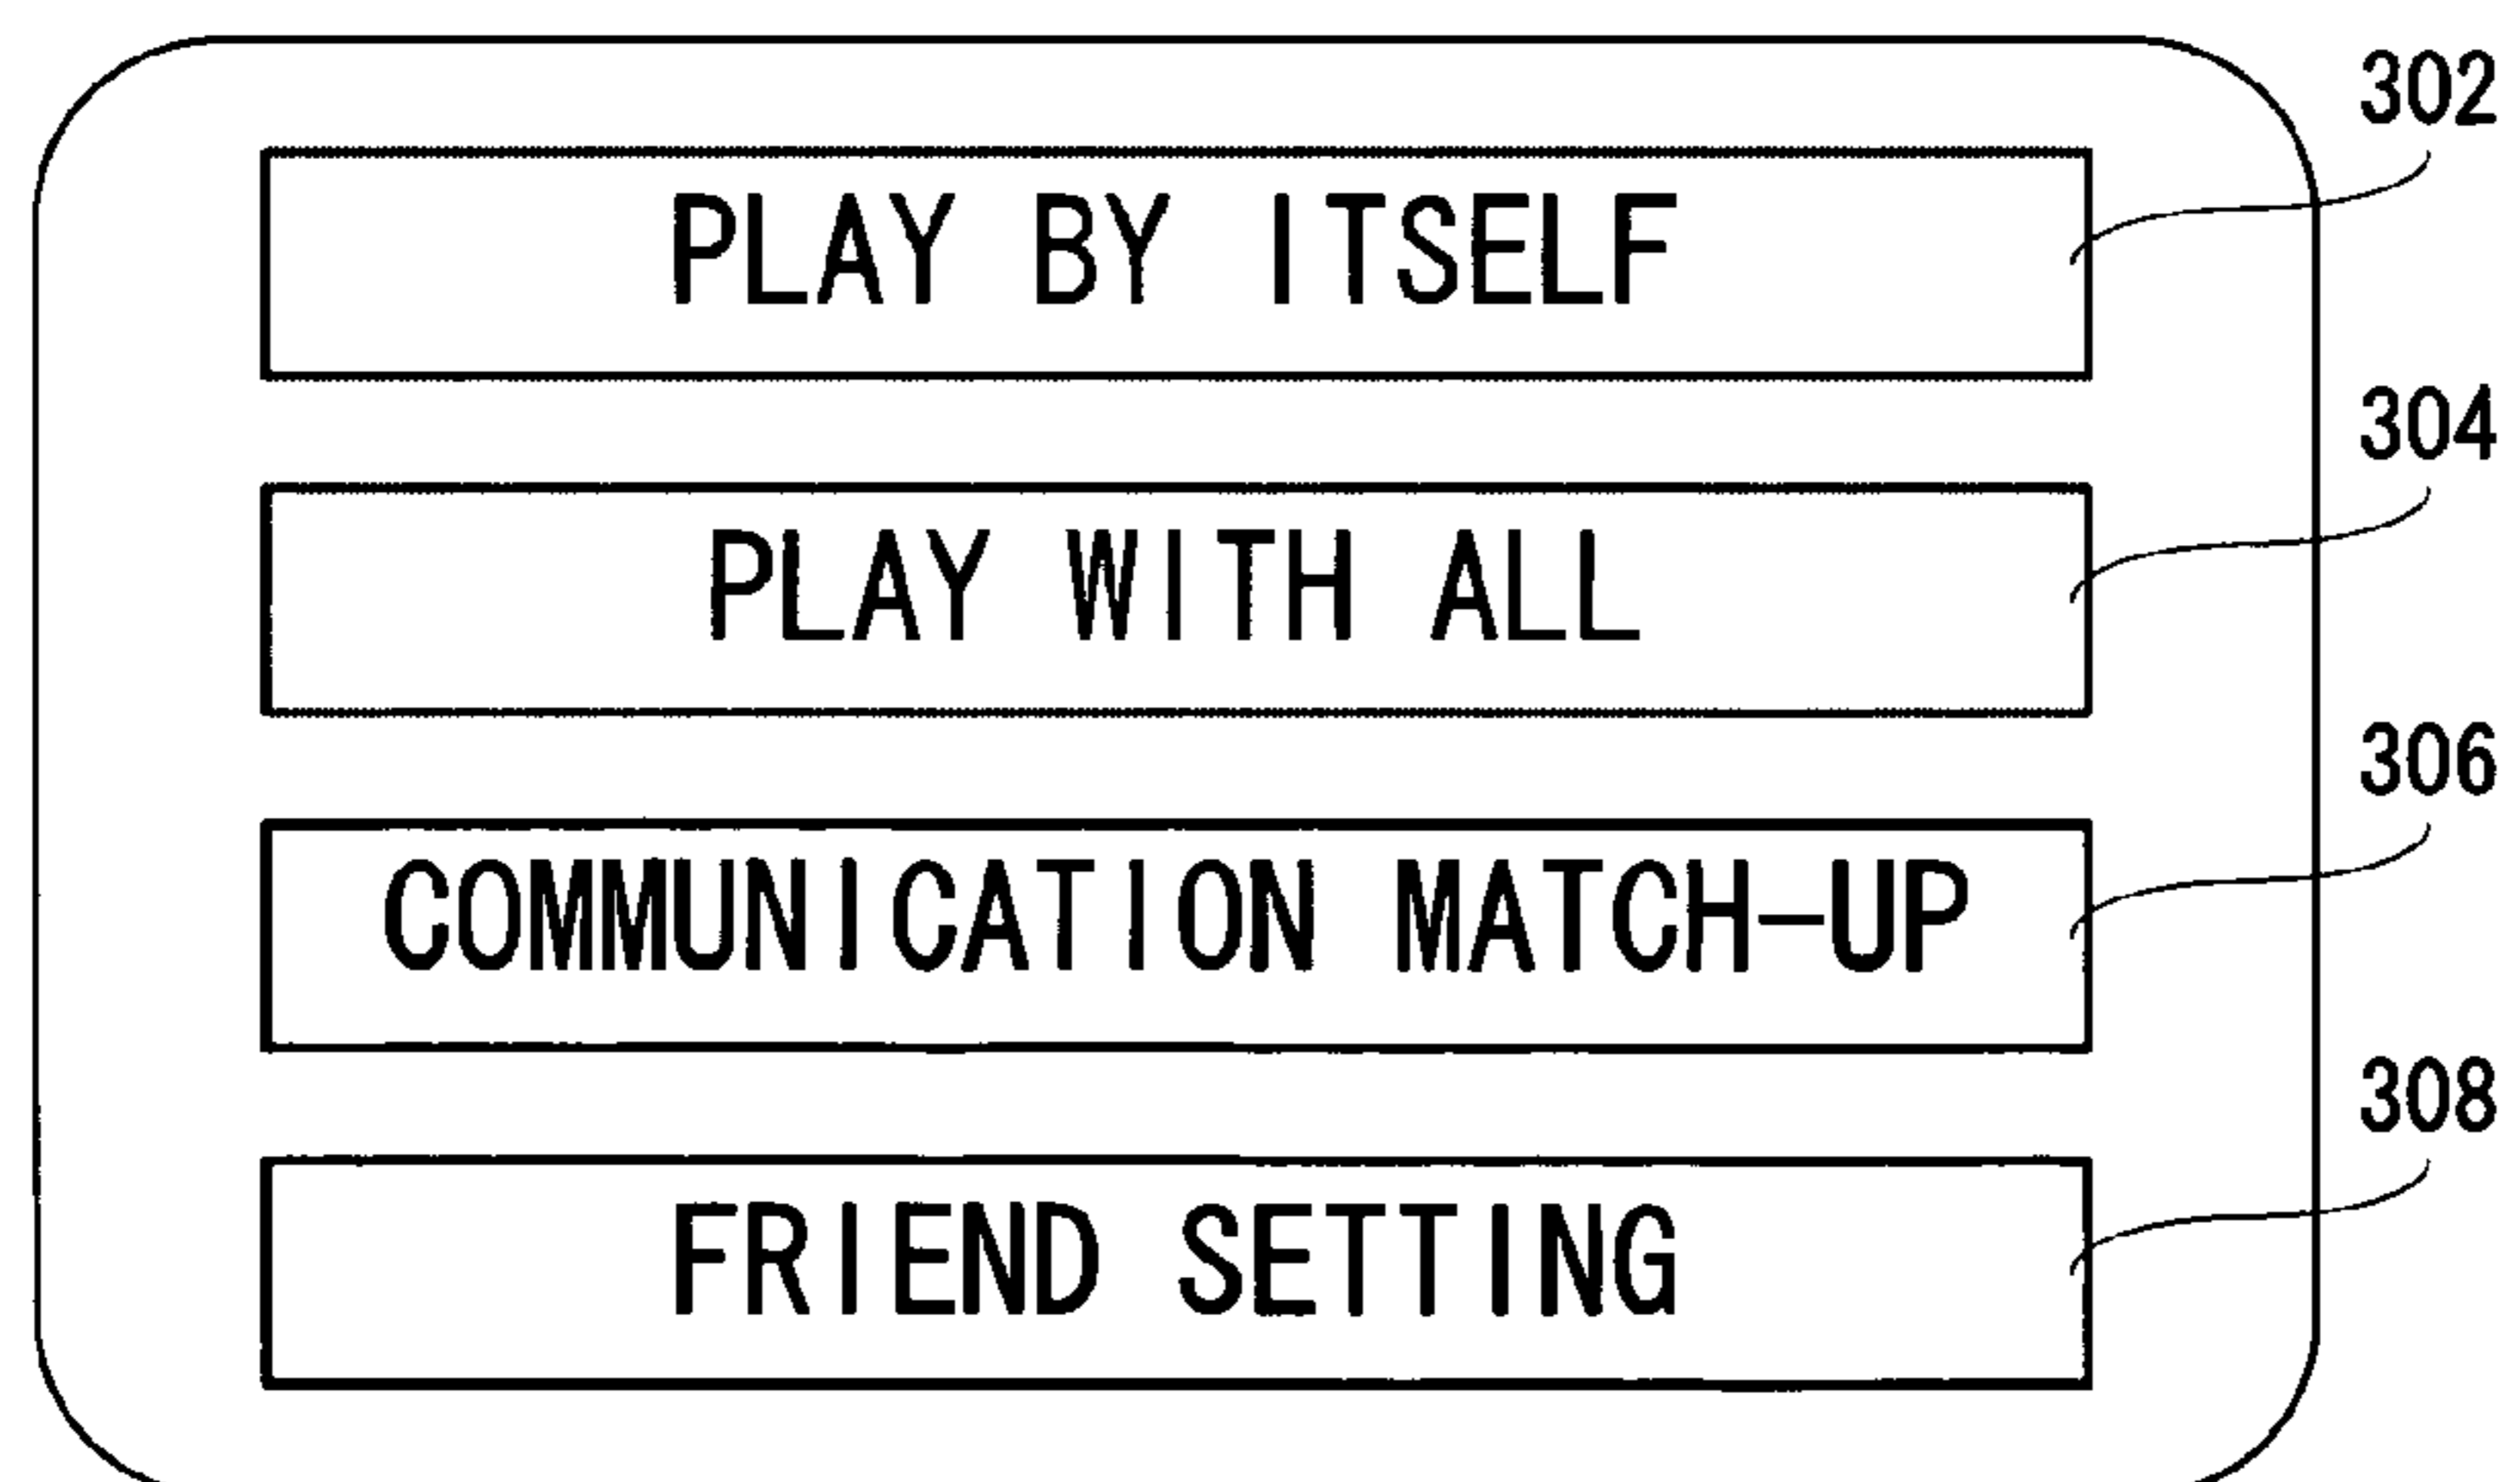 302
PLAY BY ITSELF
304
PLAY WITH ALL
306
COMMUNICATION MATCH-UP
308
FRIEND SETTING